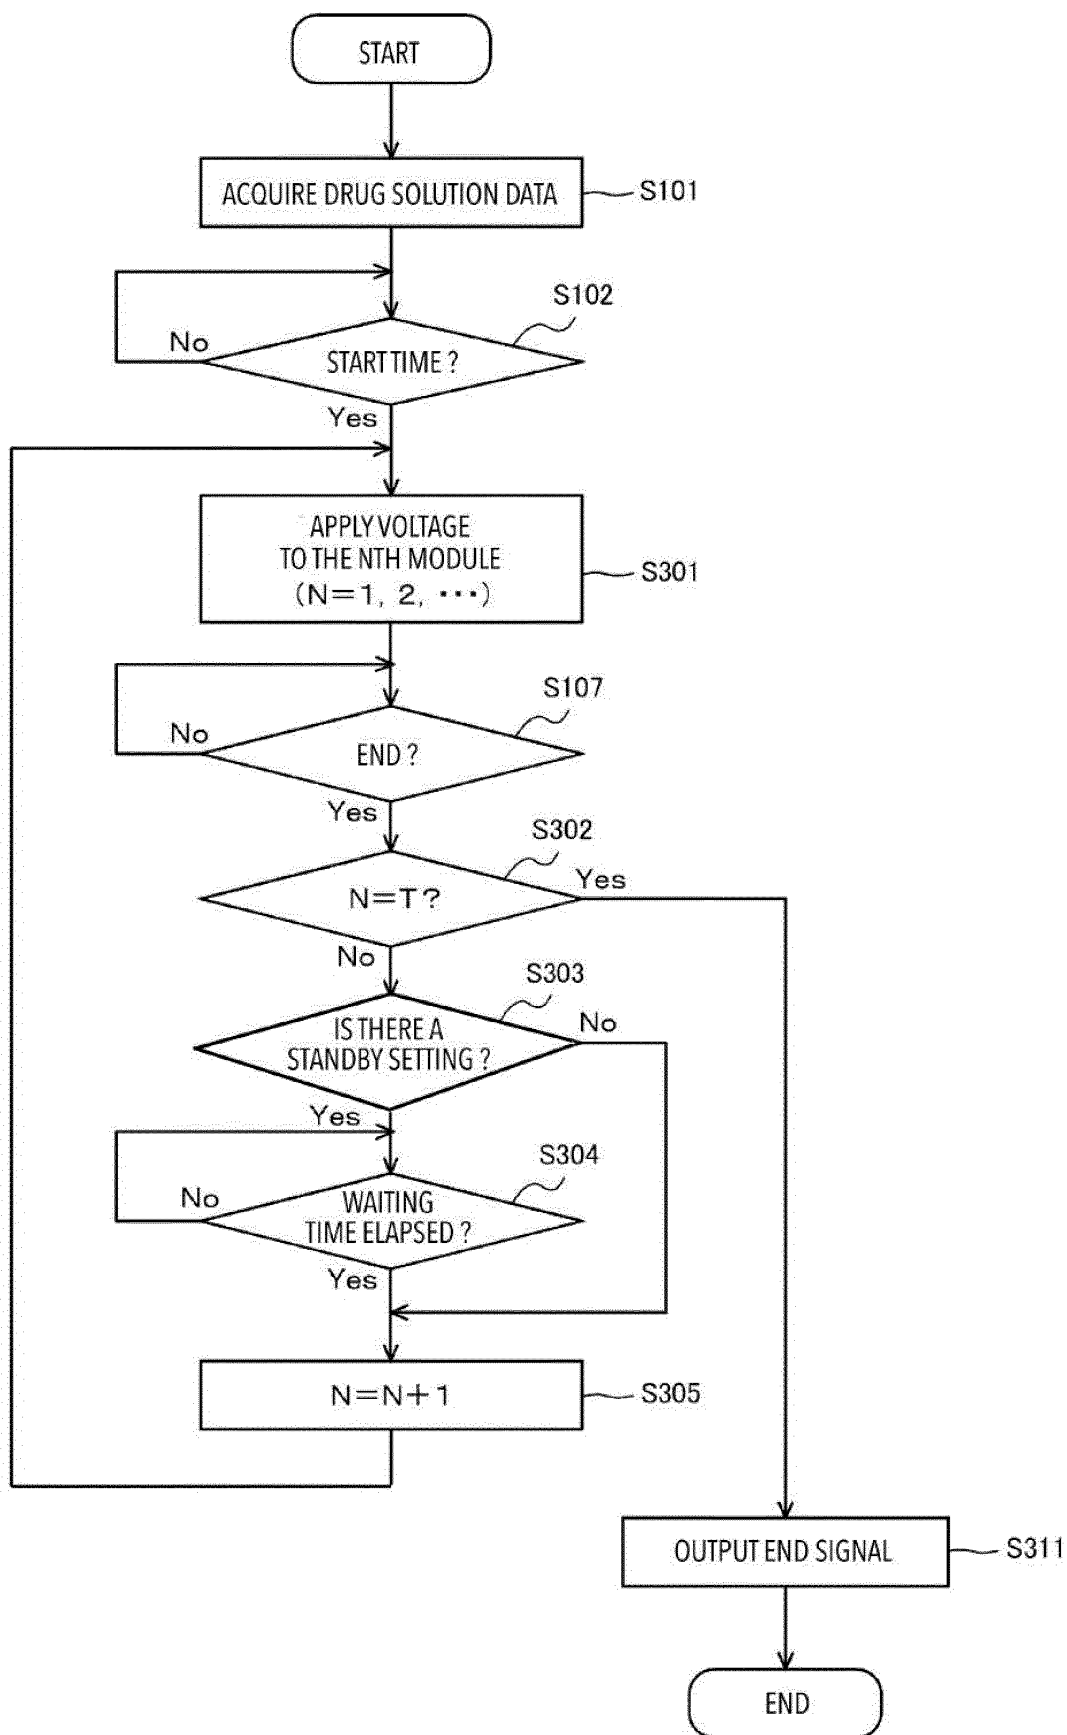 START
ACQUIRE DRUG SOLUTION DATA
S101
S102
No
START TIME ?
Yes
APPLY VOLTAGE
TO THE NTH MODULE
(N=1, 2, ···)
S301
S107
No
END ?
Yes
S302
N=T?
Yes
No
S303
IS THERE A
STANDBY SETTING ?
No
Yes
S304
No
WAITING
TIME ELAPSED ?
Yes
N=N+1
S305
OUTPUT END SIGNAL
S311
END